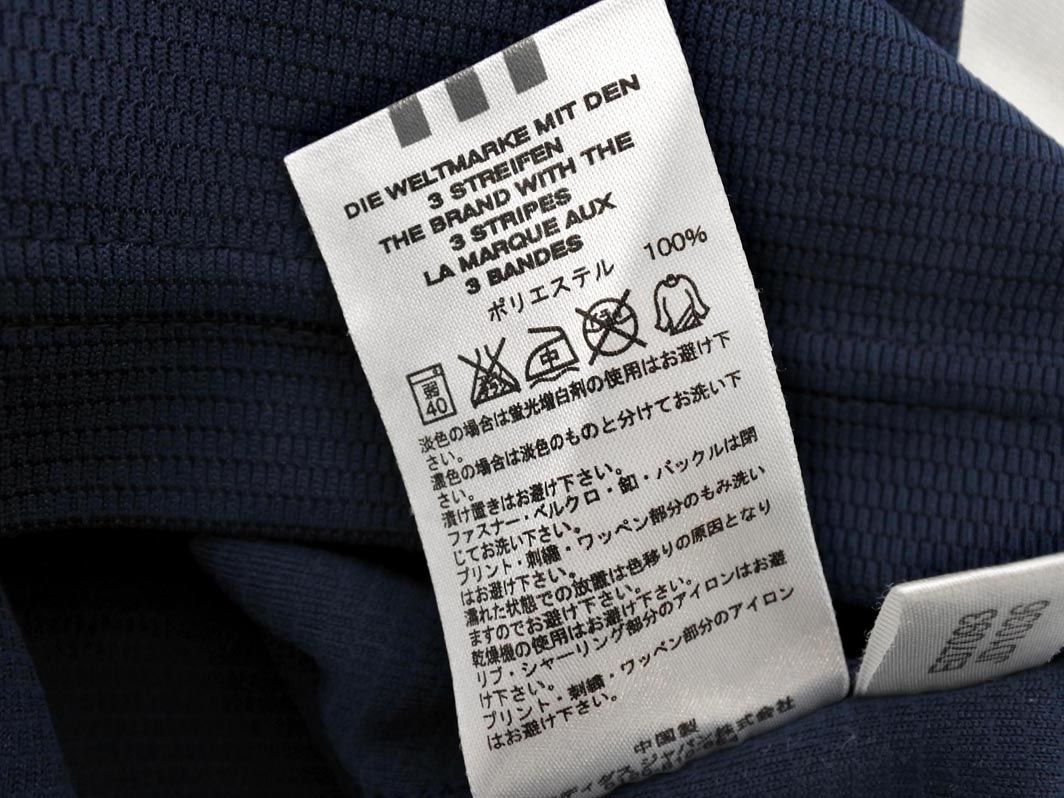 DIE WELTMARKE MIT DEN
3 STREIFEN
THE BRAND WITH THE
3 STRIPES
LA MARQUE AUX
3 BANDES
ポリエステル 100%
弱
40
中
淡色の場合は蛍光増白剤の使用はお避け下
さい。
濃色の場合は淡色のものと分けてお洗い下
さい。
漬け置きはお避け下さい。
ファスナー・ベルクロ・釦・バックルは閉
じてお洗い下さい。
プリント・刺繍・ワッペン部分のもみ洗い
はお避け下さい。
濡れた状態での放置は色移りの原因となり
ますのでお避け下さい。
乾燥機の使用はお避け下さい。
リブ・シャーリング部分のアイロンはお避
け下さい。
プリント・刺繍・ワッペン部分のアイロン
はお避け下さい。
中国製
株式会社